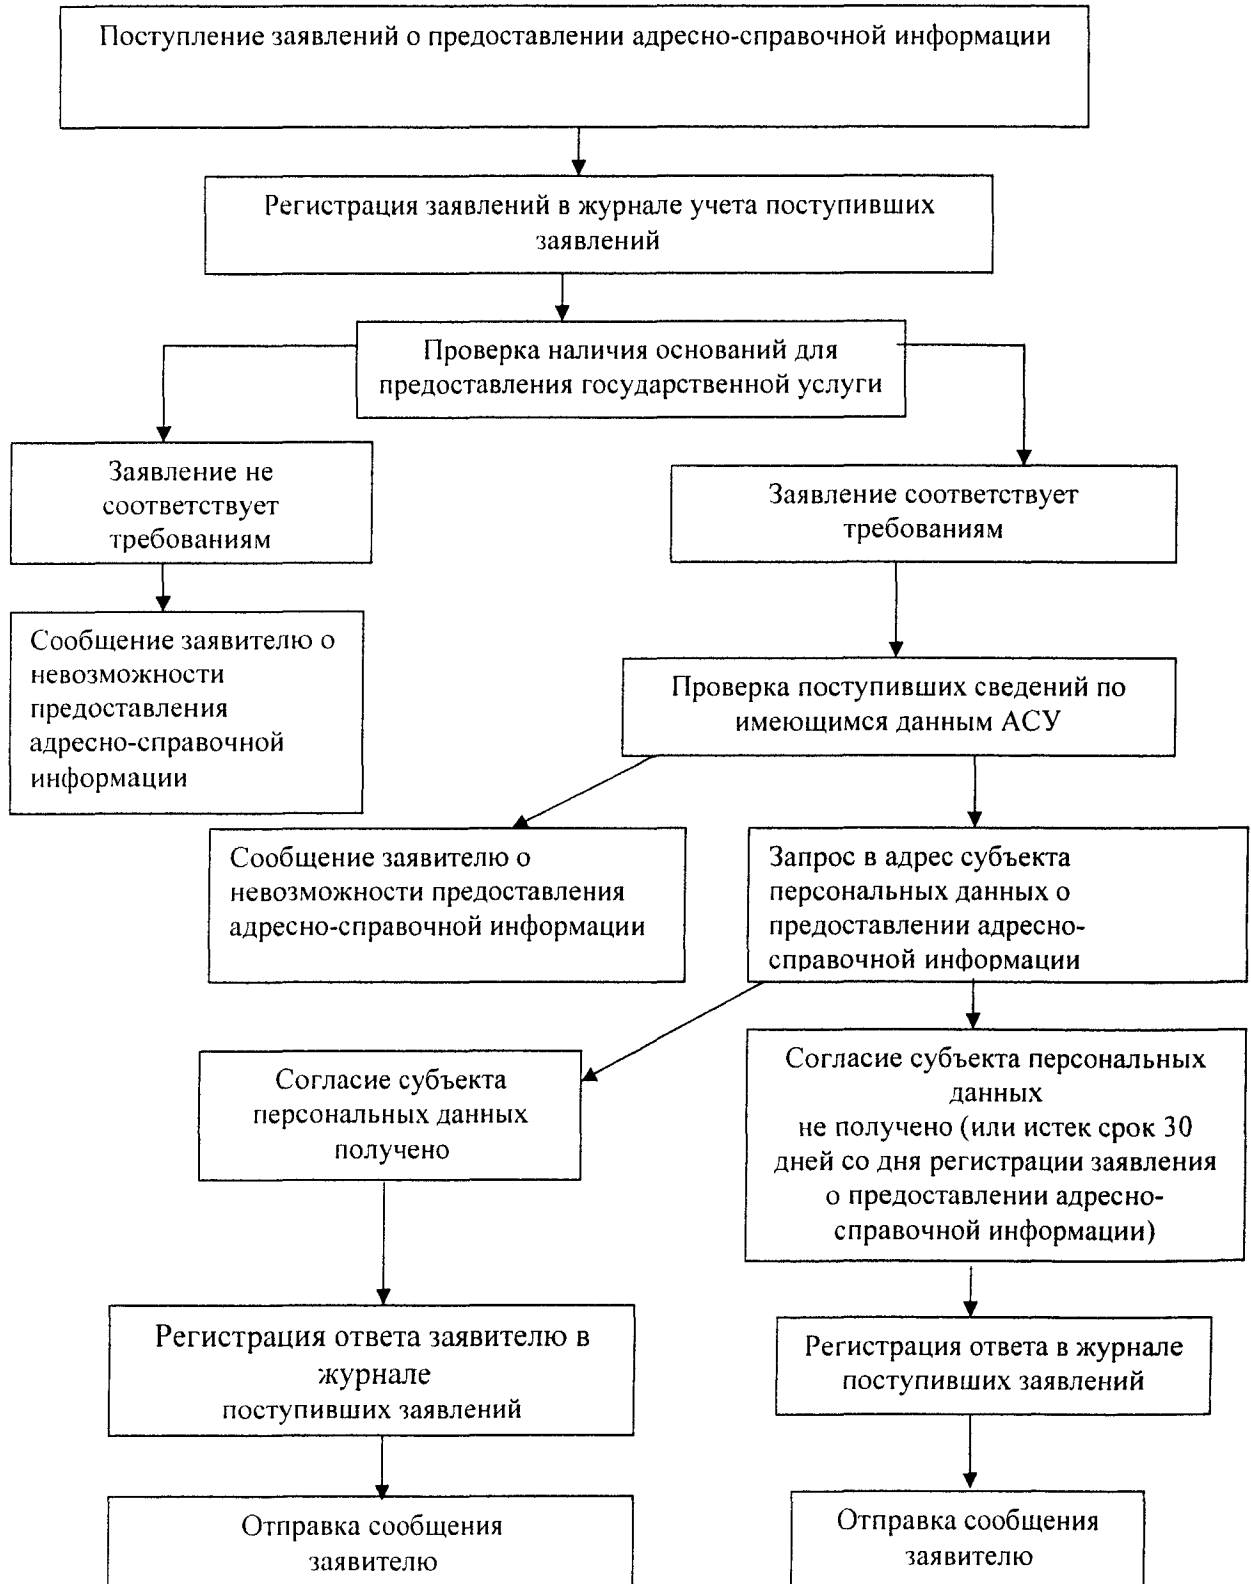 Поступление заявлений о предоставлении адресно-справочной информации
Регистрация заявлений в журнале учета поступивших
заявлений
Проверка наличия оснований для
предоставления государственной услуги
Заявление не
соответствует
требованиям
Заявление соответствует
требованиям
Сообщение заявителю о
невозможности
предоставления
адресно-справочной
информации
Проверка поступивших сведений по
имеющимся данным АСУ
Сообщение заявителю о
невозможности предоставления
адресно-справочной информации
Запрос в адрес субъекта
персональных данных о
предоставлении адресно-
справочной информации
Согласие субъекта
персональных данных
получено
Согласие субъекта персональных
данных
не получено (или истек срок 30
дней со дня регистрации заявления
о предоставлении адресно-
справочной информации)
Регистрация ответа заявителю в
журнале
поступивших заявлений
Регистрация ответа в журнале
поступивших заявлений
Отправка сообщения
заявителю
Отправка сообщения
заявителю